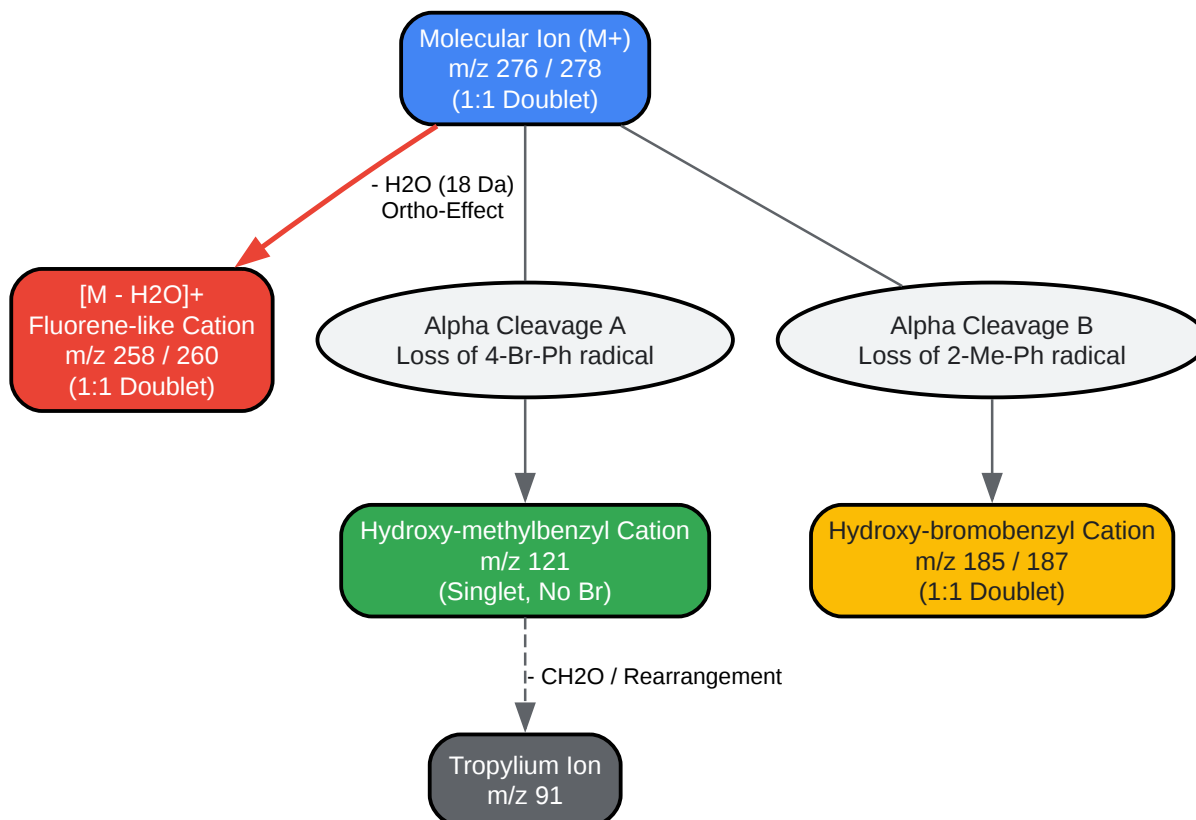 Molecular Ion (M+)
m/z 276 / 278
(1:1 Doublet)
- H2O (18 Da)
Ortho-Effect
[M - H2O]+
Fluorene-like Cation
m/z 258 / 260
(1:1 Doublet)
Alpha Cleavage A
Loss of 4-Br-Ph radical
Alpha Cleavage B
Loss of 2-Me-Ph radical
Hydroxy-methylbenzyl Cation
m/z 121
(Singlet, No Br)
Hydroxy-bromobenzyl Cation
m/z 185 / 187
(1:1 Doublet)
- CH2O / Rearrangement
Tropylium Ion
m/z 91